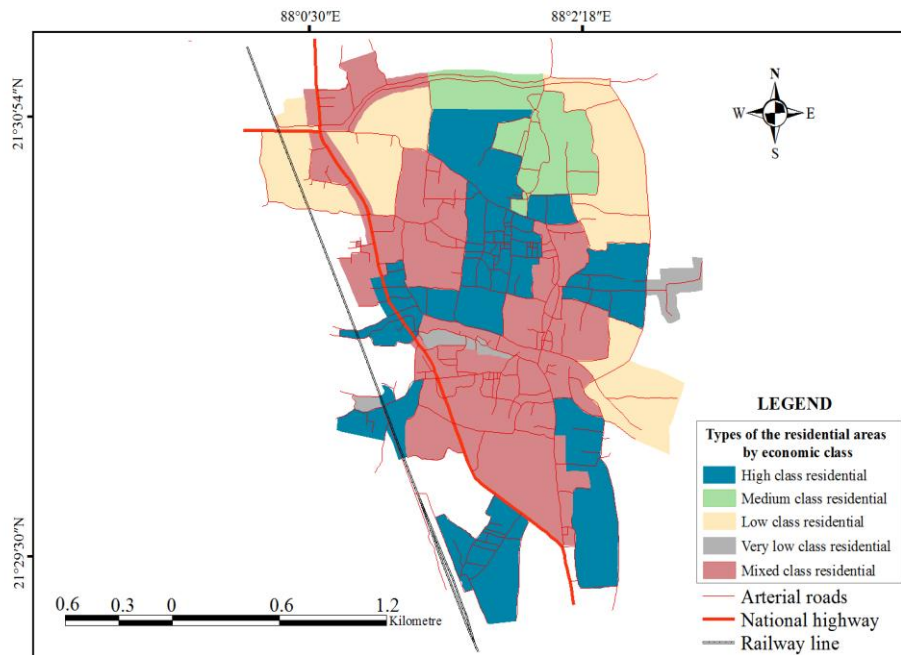 88°0′30″E 88°2′18″E
21°30′54″N
N
W E
S
LEGEND
Types of the residential areas
by economic class
High class residential
Medium class residential
Low class residential
Very low class residential
Mixed class residential
21°29′30″N
0.6 0.3 0 0.6 1.2
Kilometre
Arterial roads
National highway
Railway line